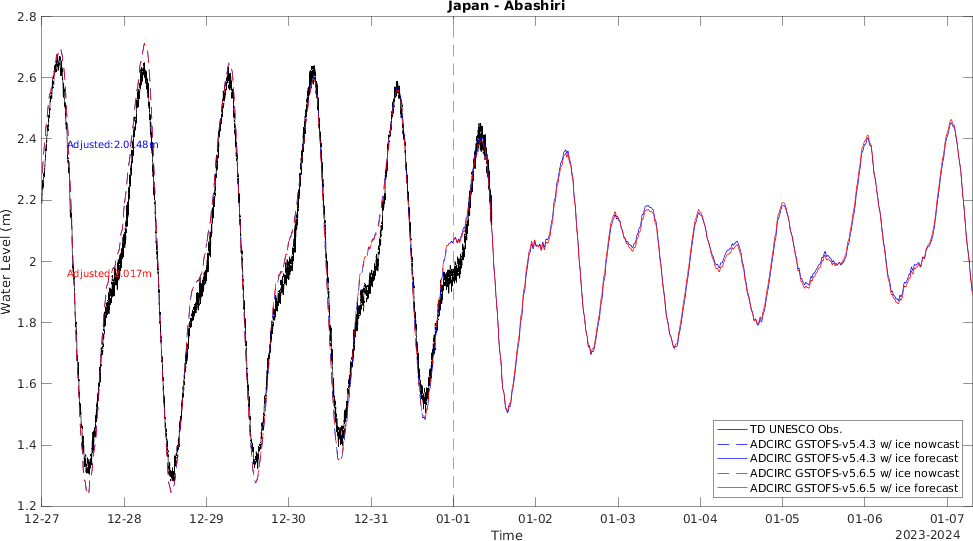 Japan - Abashiri
Water Level (m)
2.8
2.6
2.4
2.2
2
1.8
1.6
1.4
1.2
Adjusted:2.0148m
Adjusted:2.017m
TD UNESCO Obs.
ADCIRC GSTOFS-v5.4.3 w/ ice nowcast
ADCIRC GSTOFS-v5.4.3 w/ ice forecast
ADCIRC GSTOFS-v5.6.5 w/ ice nowcast
ADCIRC GSTOFS-v5.6.5 w/ ice forecast
12-27 12-28 12-29 12-30 12-31 01-01 01-02 01-03 01-04 01-05 01-06 01-07
Time
2023-2024